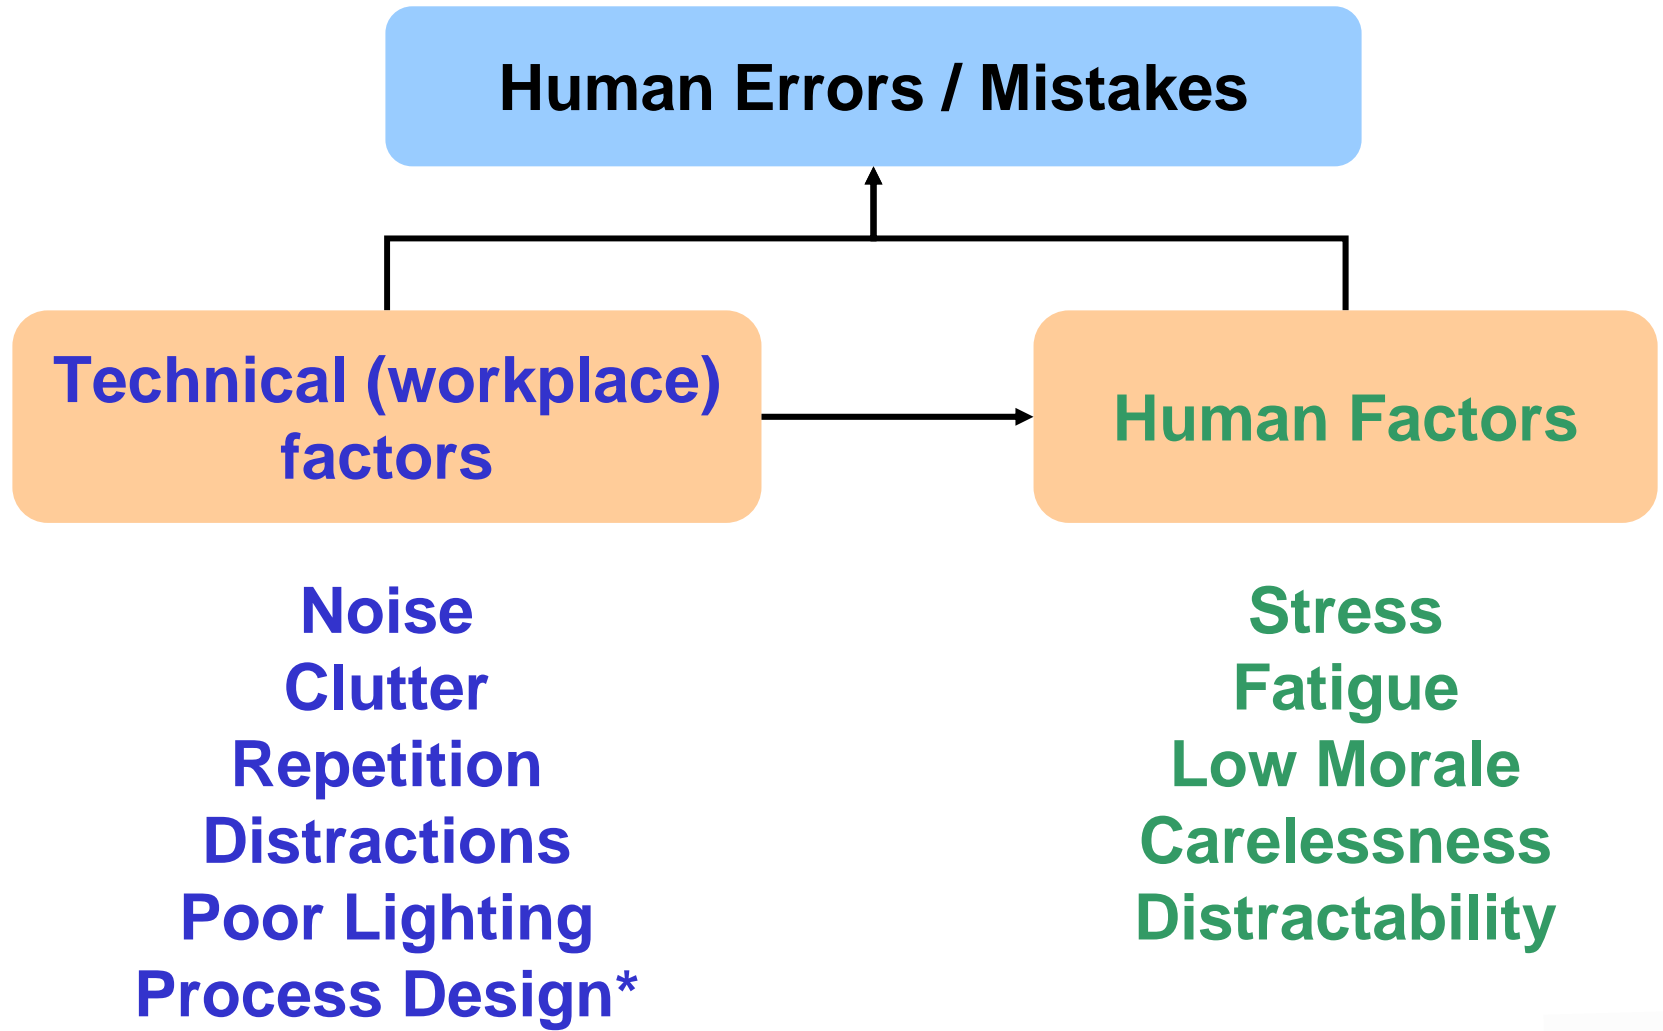 Human Errors / Mistakes
Technical (workplace)
factors
Human Factors
Noise
Clutter
Repetition
Distractions
Poor Lighting
Process Design*
Stress
Fatigue
Low Morale
Carelessness
Distractability